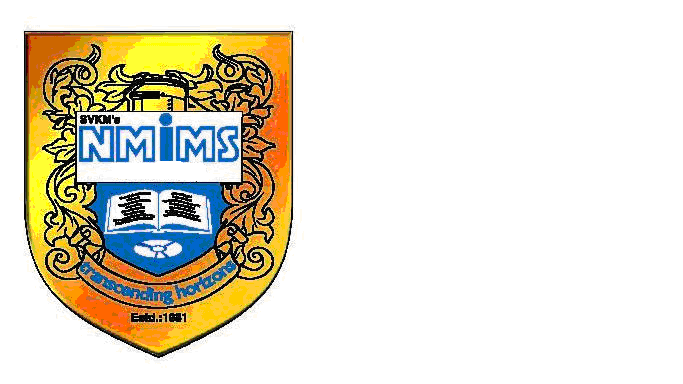 SVKM's
NMiMS
transcending horizons
Estd.:1981